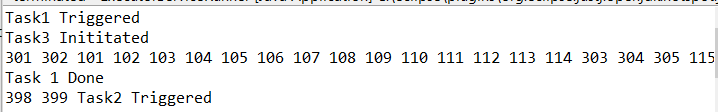 Task1 Triggered
Task3 Inititated
301 302 101 102 103 104 105 106 107 108 109 110 111 112 113 114 303 304 305 115
Task 1 Done
398 399 Task2 Triggered